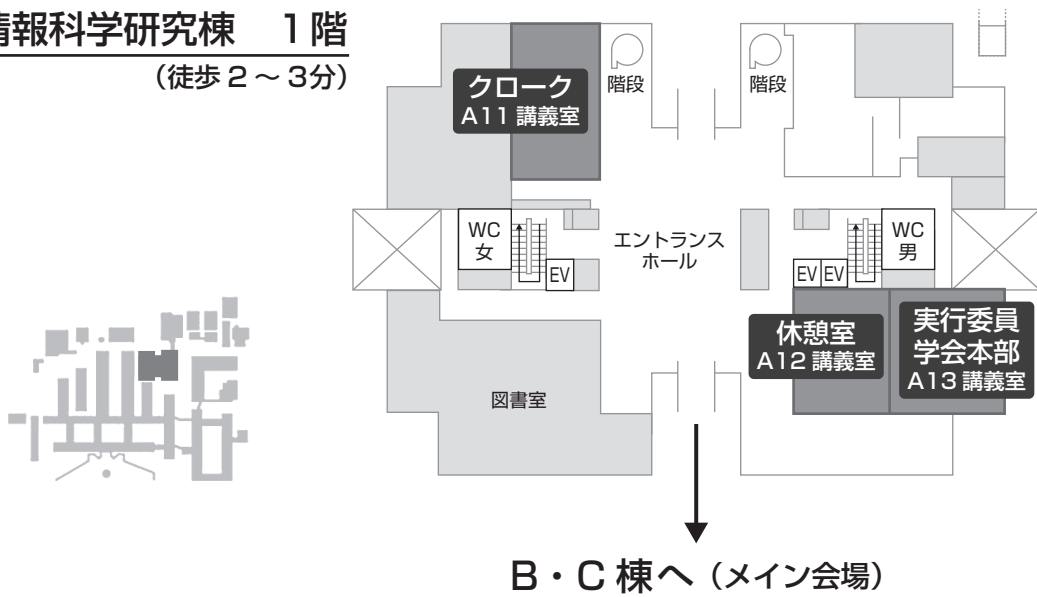 情報科学研究棟　１階
（徒歩 2 ～ 3分）
クローク
A11 講義室
階段
階段
WC
女
EV
エントランス
ホール
EV
EV
WC
男
休憩室
A12 講義室
実行委員
学会本部
A13 講義室
図書室
B・C 棟へ（メイン会場）